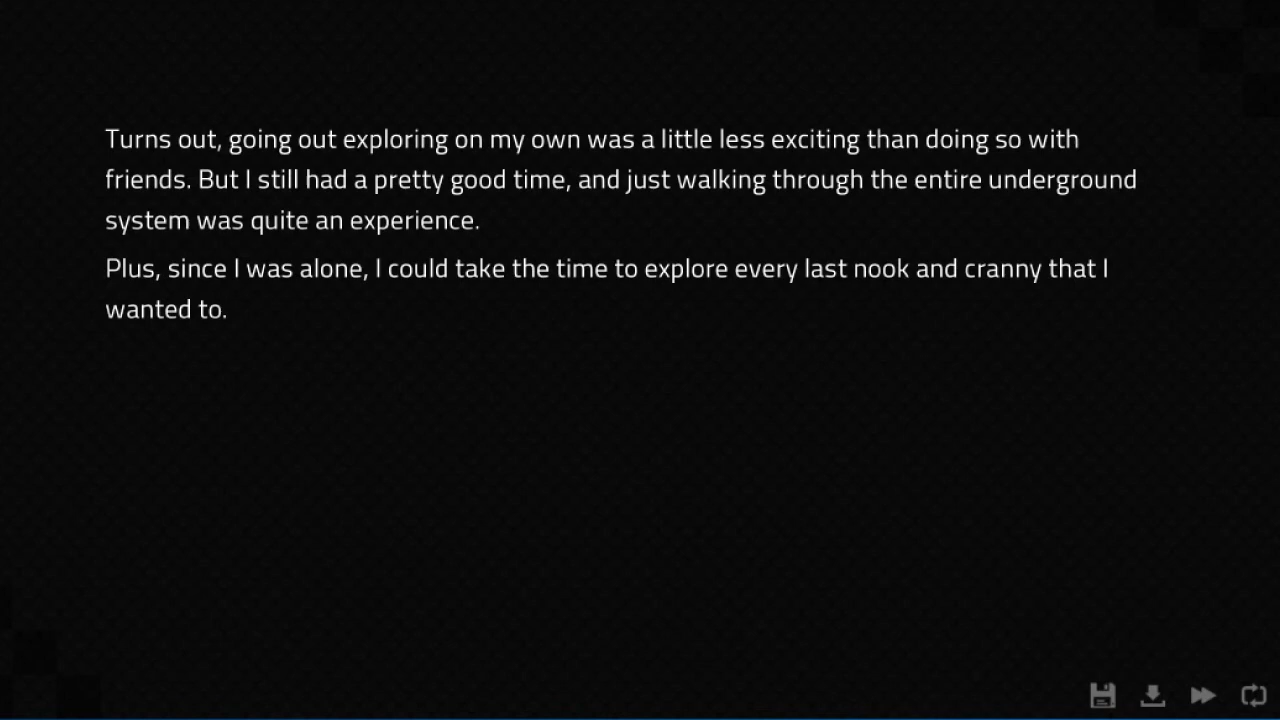 Turns out, going out exploring on my own was a little less exciting than doing so with
friends. But I still had a pretty good time, and just walking through the entire underground
system was quite an experience.
Plus, since I was alone, I could take the time to explore every last nook and cranny that I
wanted to.